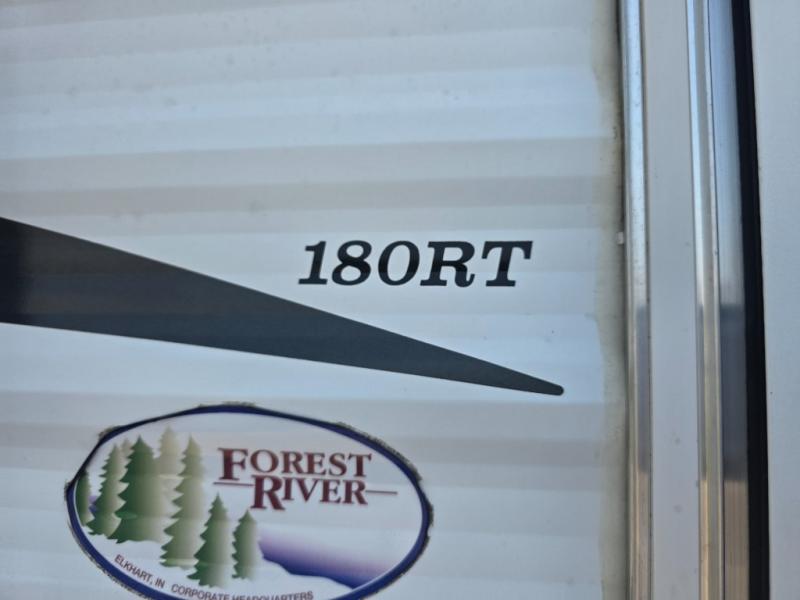 180RT
FOREST
RIVER
ELKHART, IN CORPORATE HEADQUARTERS